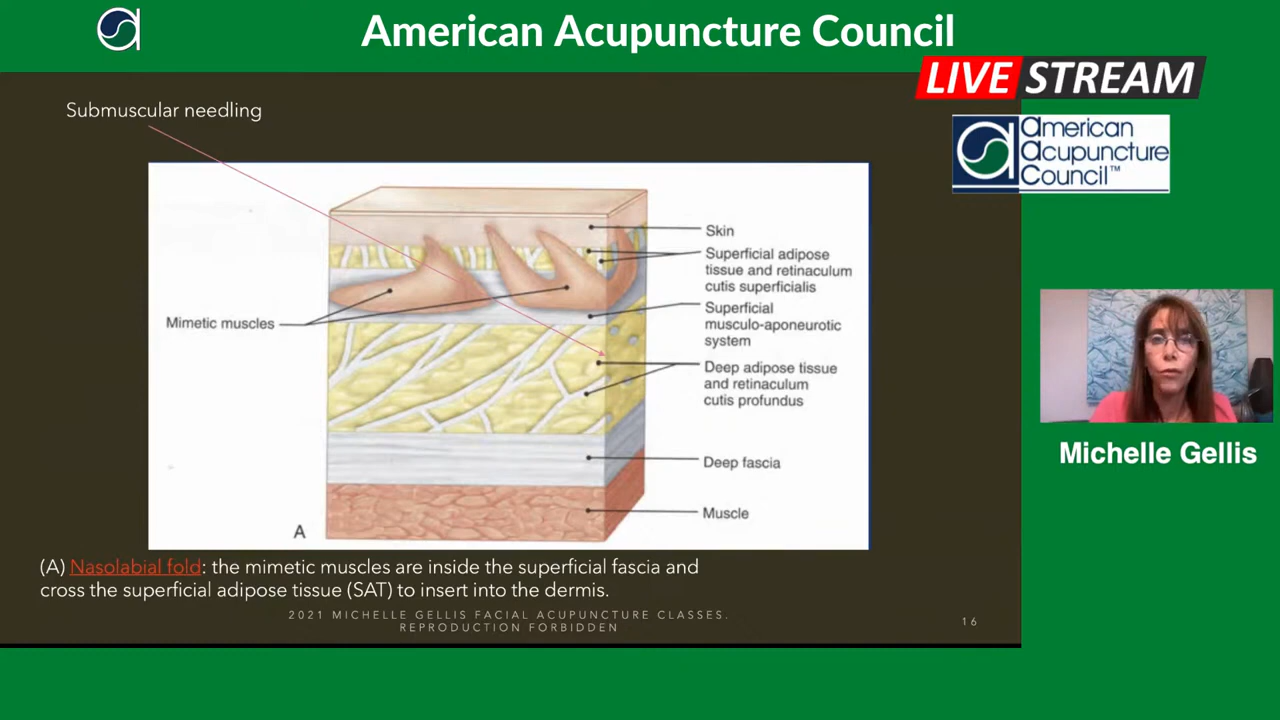 American Acupuncture Council
LIVE STREAM
american
acupuncture
Council™
Submuscular needling
Skin
Superficial adipose
tissue and retinaculum
cutis superficialis
Superficial
musculo-aponeurotic
system
Mimetic muscles
Deep adipose tissue
and retinaculum
cutis profundus
Deep fascia
Muscle
A
Michelle Gellis
(A) Nasolabial fold: the mimetic muscles are inside the superficial fascia and
cross the superficial adipose tissue (SAT) to insert into the dermis.
2021 MICHELLE GELLIS FACIAL ACUPUNCTURE CLASSES.
REPRODUCTION FORBIDDEN
16